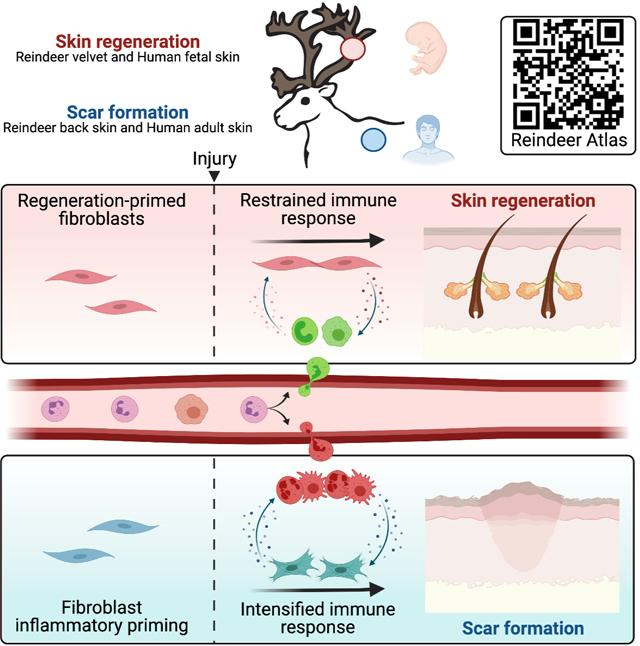 Skin regeneration
Reindeer velvet and Human fetal skin
Scar formation
Reindeer back skin and Human adult skin
Reindeer Atlas
Injury
Regeneration-primed
fibroblasts
Restrained immune
response
Skin regeneration
Fibroblast
inflammatory priming
Intensified immune
response
Scar formation